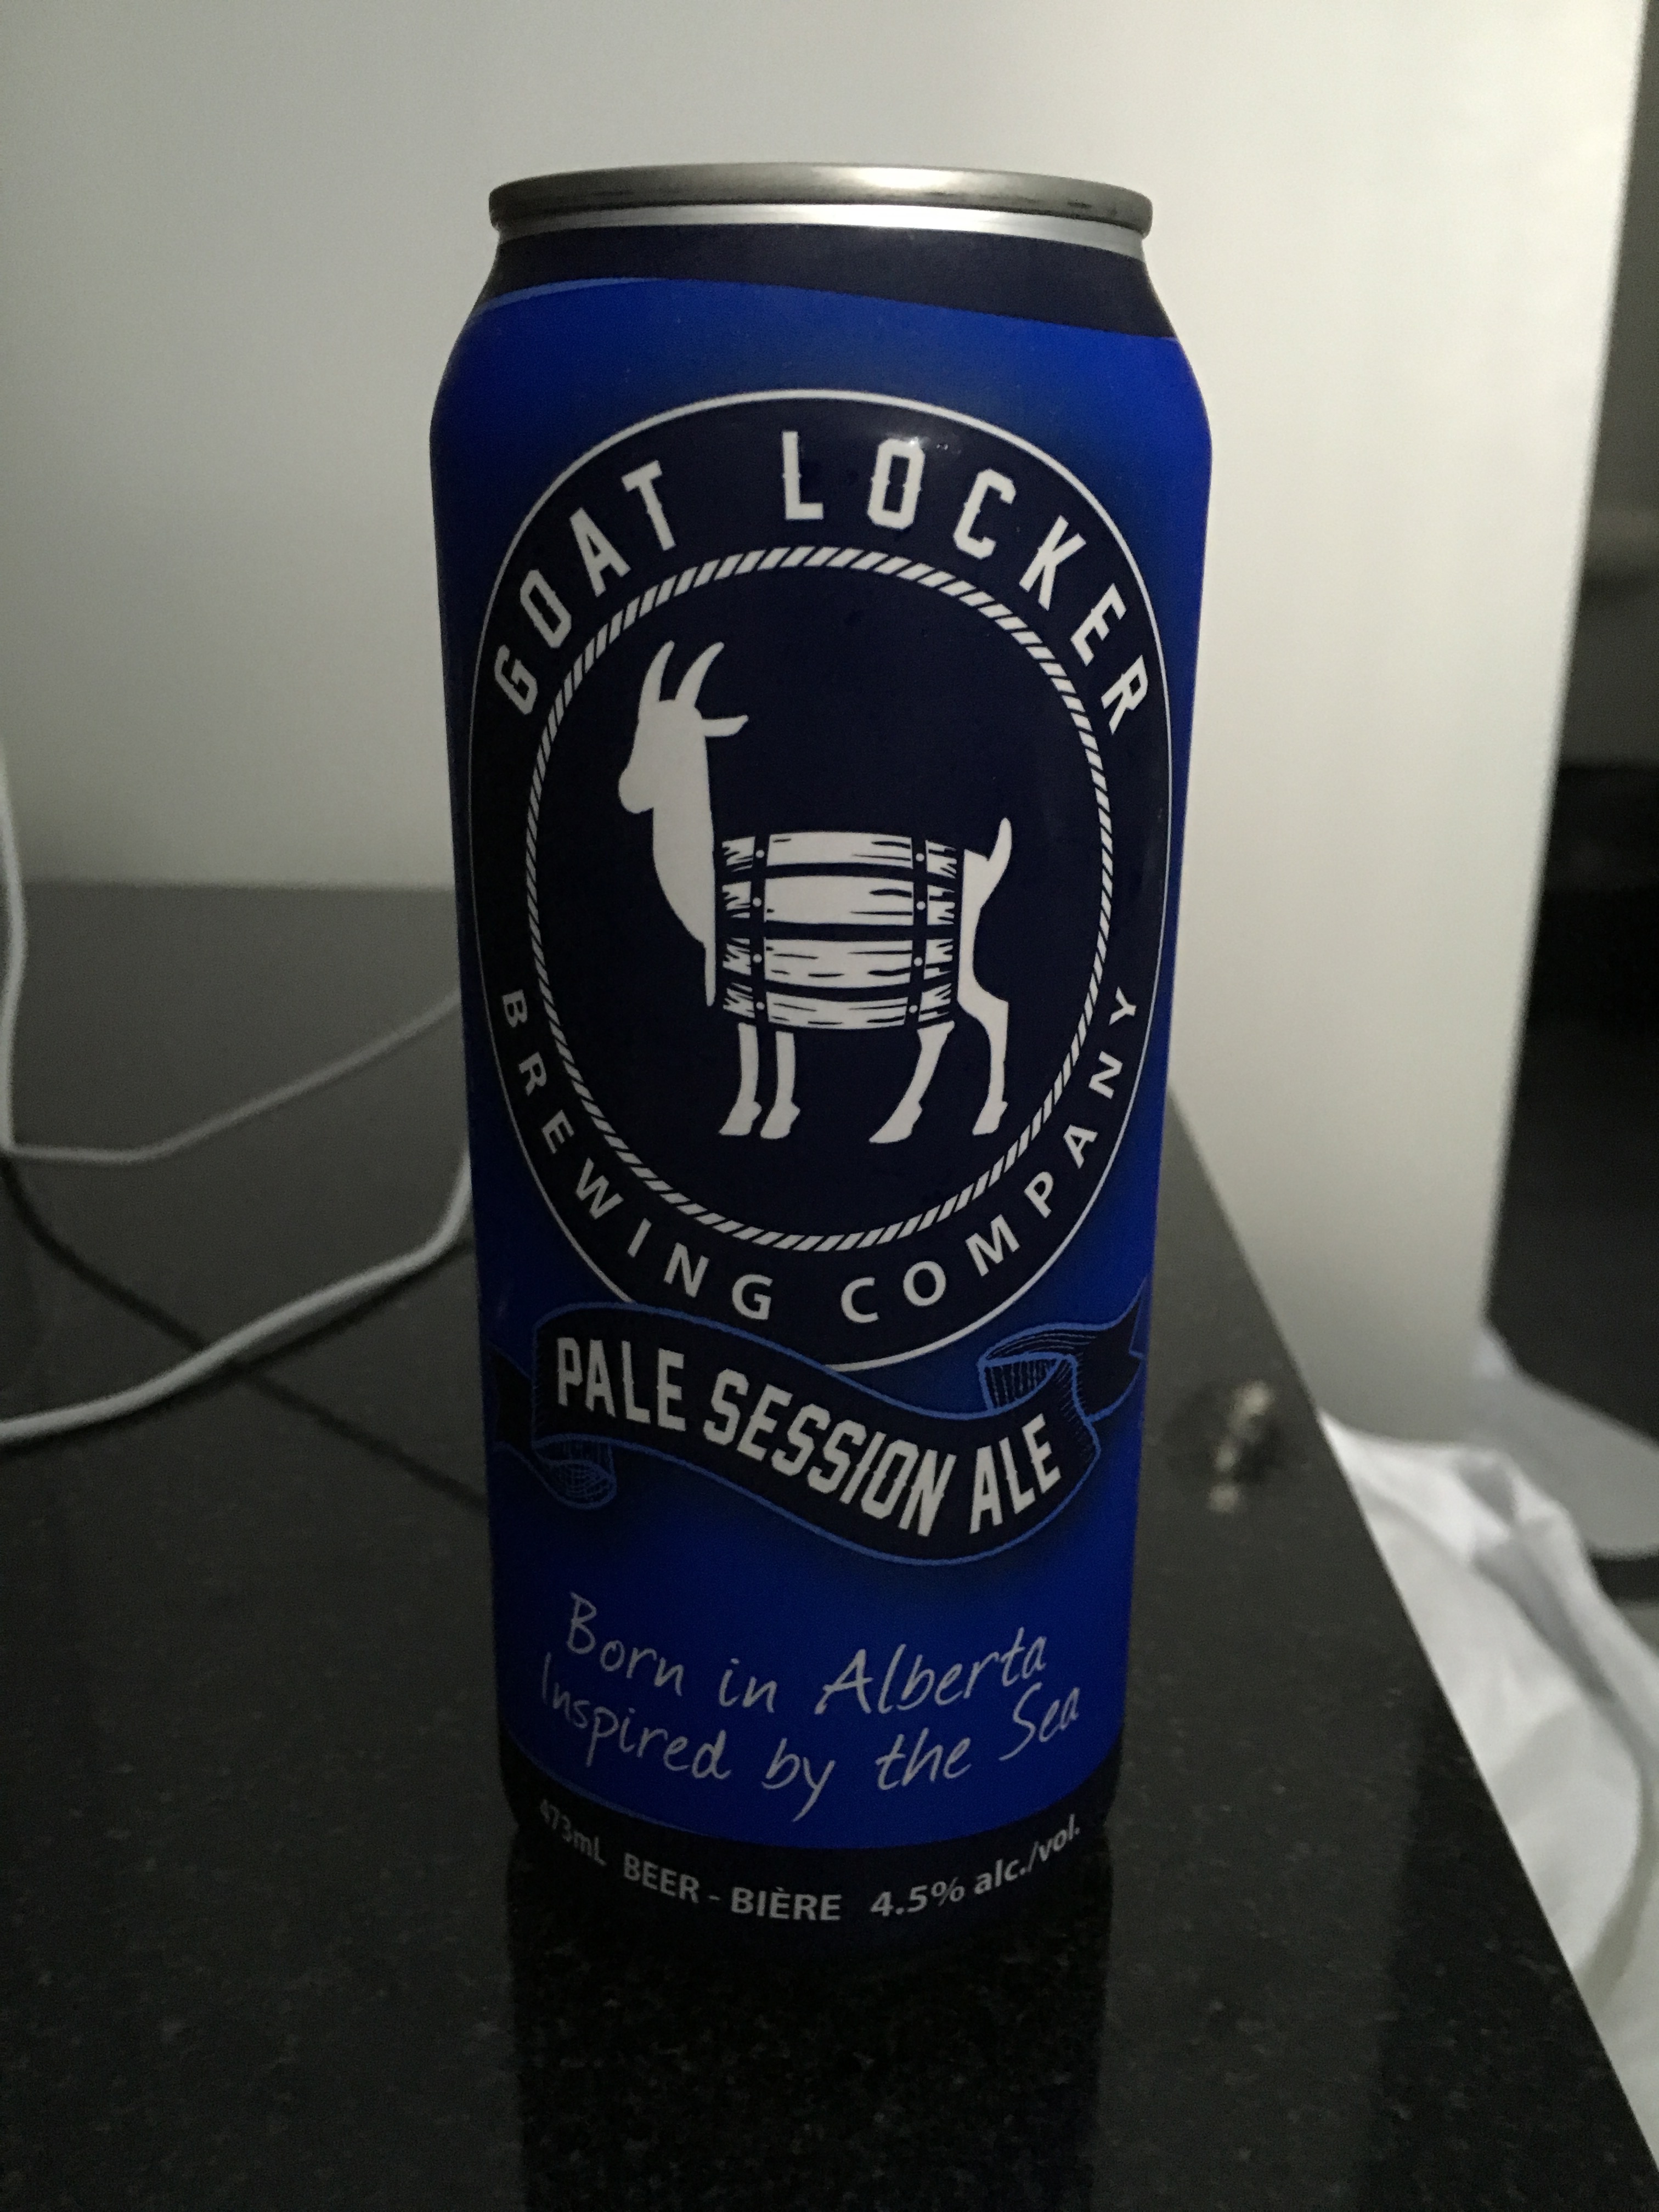 GOAT LOCKER
BREWING COMPANY
PALE SESSION ALE
Born in Alberta
Inspired by the Sea
473mL BEER - BIÈRE 4.5% alc./vol.